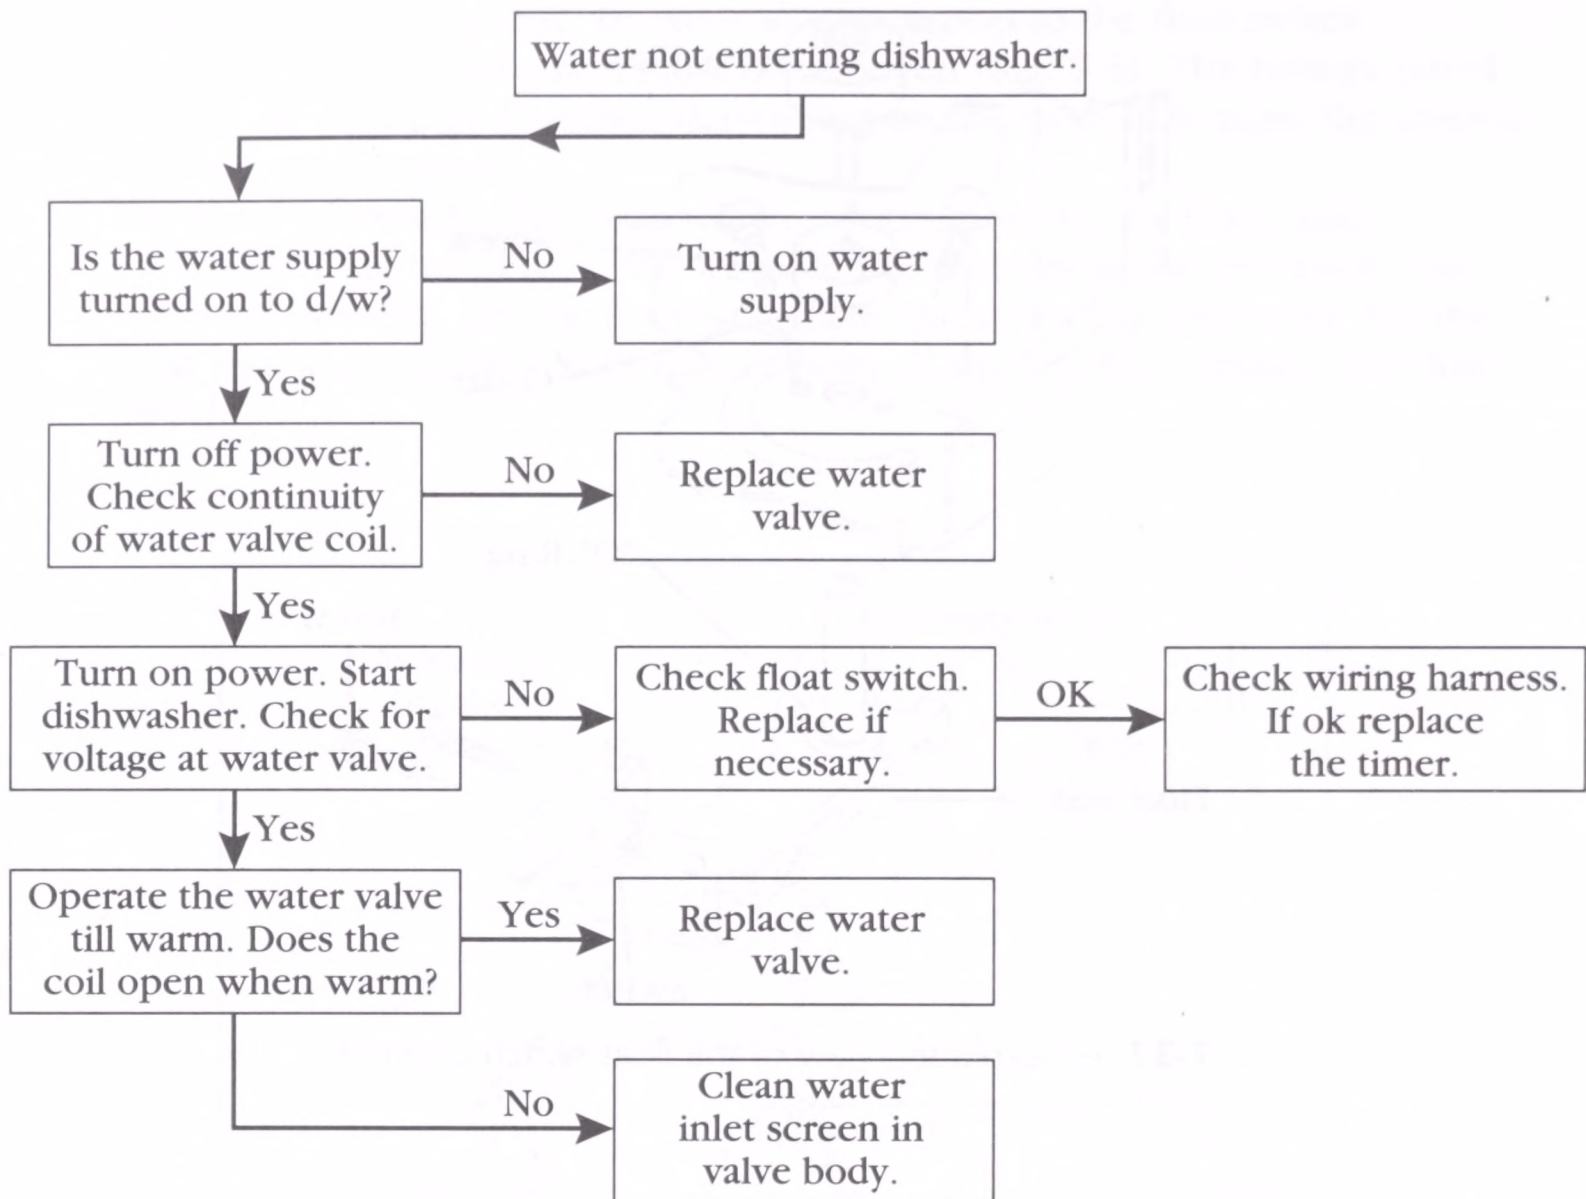 Water not entering dishwasher.
Is the water supply
turned on to d/w?
No
Turn on water
supply.
Yes
Turn off power.
Check continuity
of water valve coil.
No
Replace water
valve.
Yes
Turn on power. Start
dishwasher. Check for
voltage at water valve.
No
Check float switch.
Replace if
necessary.
OK
Check wiring harness.
If ok replace
the timer.
Yes
Operate the water valve
till warm. Does the
coil open when warm?
Yes
Replace water
valve.
No
Clean water
inlet screen in
valve body.